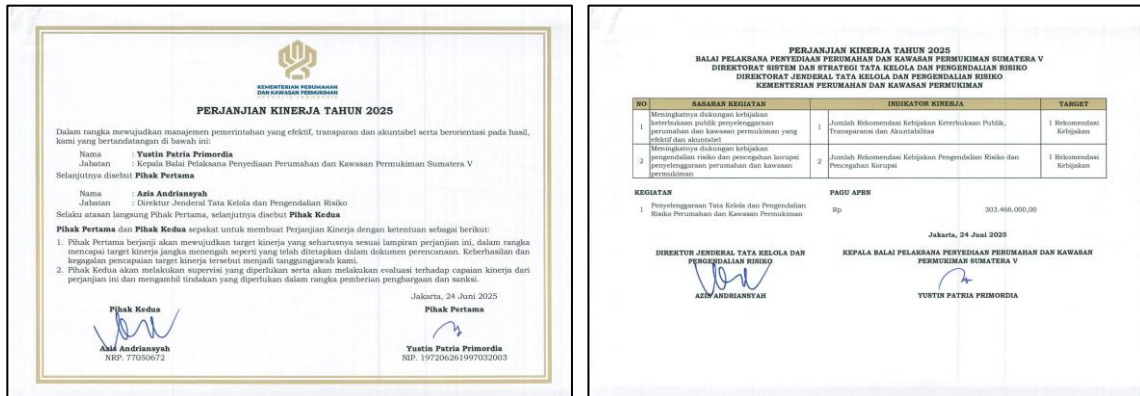 KEMENTERIAN PERUMAHAN
DAN KAWASAN PERMUKIMAN
REPUBLIK INDONESIA
PERJANJIAN KINERJA TAHUN 2025
Dalam rangka mewujudkan manajemen pemerintahan yang efektif, transparan dan akuntabel serta berorientasi pada hasil,
kami yang bertandatangan di bawah ini:
Nama : Yustin Patria Primordia
Jabatan : Kepala Balai Pelaksana Penyediaan Perumahan dan Kawasan Permukiman Sumatera V
Selanjutnya disebut Pihak Pertama
Nama : Azis Andriansyah
Jabatan : Direktur Jenderal Tata Kelola dan Pengendalian Risiko
Selaku atasan langsung Pihak Pertama, selanjutnya disebut Pihak Kedua
Pihak Pertama dan Pihak Kedua sepakat untuk membuat Perjanjian Kinerja dengan ketentuan sebagai berikut:
1. Pihak Pertama berjanji akan mewujudkan target kinerja yang seharusnya sesuai lampiran perjanjian ini, dalam rangka
mencapai target kinerja jangka menengah seperti yang telah ditetapkan dalam dokumen perencanaan. Keberhasilan dan
kegagalan pencapaian target kinerja tersebut menjadi tanggungjawab kami.
2. Pihak Kedua akan melakukan supervisi yang diperlukan serta akan melakukan evaluasi terhadap capaian kinerja dari
perjanjian ini dan mengambil tindakan yang diperlukan dalam rangka pemberian penghargaan dan sanksi.
Jakarta, 24 Juni 2025
Pihak Kedua
Azis Andriansyah
NRP. 77050672
Pihak Pertama
Yustin Patria Primordia
NIP. 197206261997032003
PERJANJIAN KINERJA TAHUN 2025
BALAI PELAKSANA PENYEDIAAN PERUMAHAN DAN KAWASAN PERMUKIMAN SUMATERA V
DIREKTORAT SISTEM DAN STRATEGI TATA KELOLA DAN PENGENDALIAN RISIKO
DIREKTORAT JENDERAL TATA KELOLA DAN PENGENDALIAN RISIKO
KEMENTERIAN PERUMAHAN DAN KAWASAN PERMUKIMAN
NO SASARAN KEGIATAN INDIKATOR KINERJA TARGET
1 Meningkatnya dukungan kebijakan
keterbukaan publik penyelenggaraan
perumahan dan kawasan permukiman yang
efektif dan akuntabel
1 Jumlah Rekomendasi Kebijakan Keterbukaan Publik,
Transparansi dan Akuntabilitas
1 Rekomendasi
Kebijakan
2 Meningkatnya dukungan kebijakan
pengendalian risiko dan pencegahan korupsi
penyelenggaraan perumahan dan kawasan
permukiman
2 Jumlah Rekomendasi Kebijakan Pengendalian Risiko dan
Pencegahan Korupsi
1 Rekomendasi
Kebijakan
KEGIATAN PAGU APBN
1 Penyelenggaraan Tata Kelola dan Pengendalian
Risiko Perumahan dan Kawasan Permukiman
Rp 303.466.000,00
Jakarta, 24 Juni 2025
DIREKTUR JENDERAL TATA KELOLA DAN
PENGENDALIAN RISIKO
AZIS ANDRIANSYAH
KEPALA BALAI PELAKSANA PENYEDIAAN PERUMAHAN DAN KAWASAN
PERMUKIMAN SUMATERA V
YUSTIN PATRIA PRIMORDIA